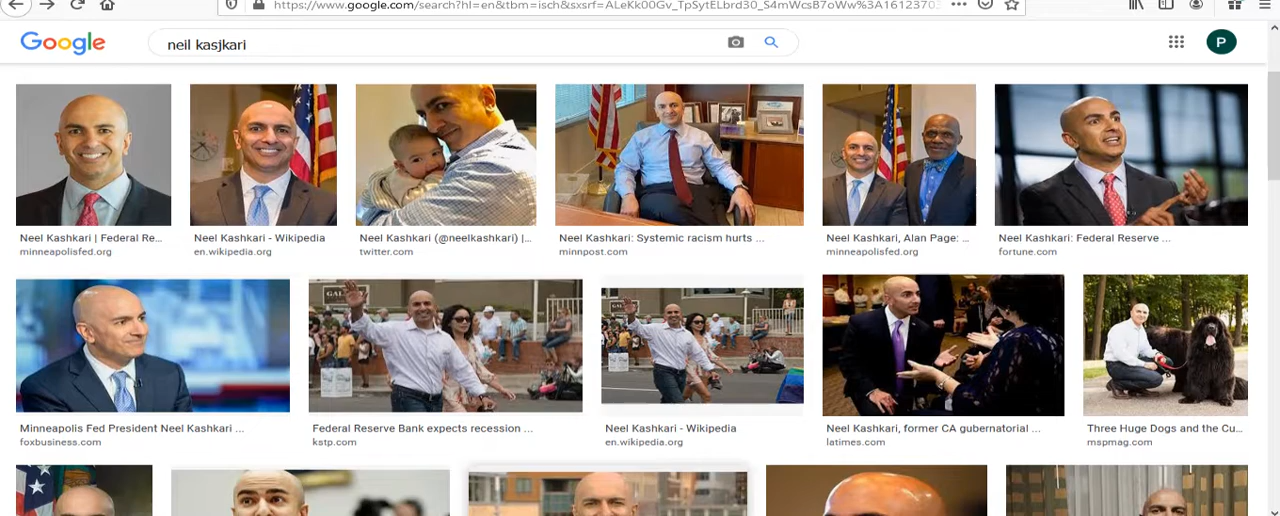 https://www.google.com/search?hl=en&tbm=isch&sxsrf=ALeKk00Gv_TpSytELbrd30_S4mWcsB7oWw%3A16123703
Google
neil kasjkari
P
Neel Kashkari | Federal Re...
minneapolisfed.org
Neel Kashkari - Wikipedia
en.wikipedia.org
Neel Kashkari (@neelkashkari) |...
twitter.com
Neel Kashkari: Systemic racism hurts ...
minnpost.com
Neel Kashkari, Alan Page: ...
minneapolisfed.org
Neel Kashkari: Federal Reserve ...
fortune.com
Minneapolis Fed President Neel Kashkari ...
foxbusiness.com
Federal Reserve Bank expects recession ...
kstp.com
Neel Kashkari - Wikipedia
en.wikipedia.org
Neel Kashkari, former CA gubernatorial ...
latimes.com
Three Huge Dogs and the Cu...
mspmag.com